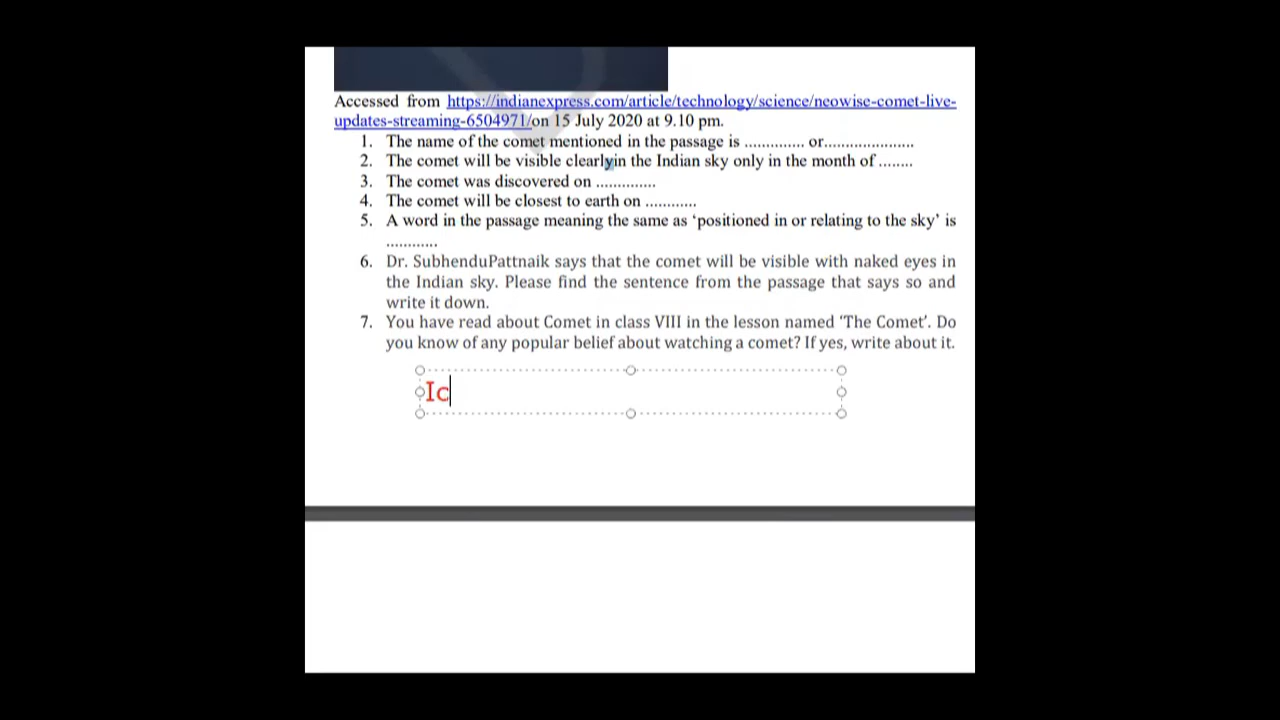 Accessed from https://indianexpress.com/article/technology/science/neowise-comet-live-
updates-streaming-6504971/on 15 July 2020 at 9.10 pm.
1. The name of the comet mentioned in the passage is .............. or.....................
2. The comet will be visible clearlyin the Indian sky only in the month of ........
3. The comet was discovered on ..............
4. The comet will be closest to earth on ............
5. A word in the passage meaning the same as ‘positioned in or relating to the sky’ is
............
6. Dr. SubhenduPattnaik says that the comet will be visible with naked eyes in
the Indian sky. Please find the sentence from the passage that says so and
write it down.
7. You have read about Comet in class VIII in the lesson named ‘The Comet’. Do
you know of any popular belief about watching a comet? If yes, write about it.
Ic